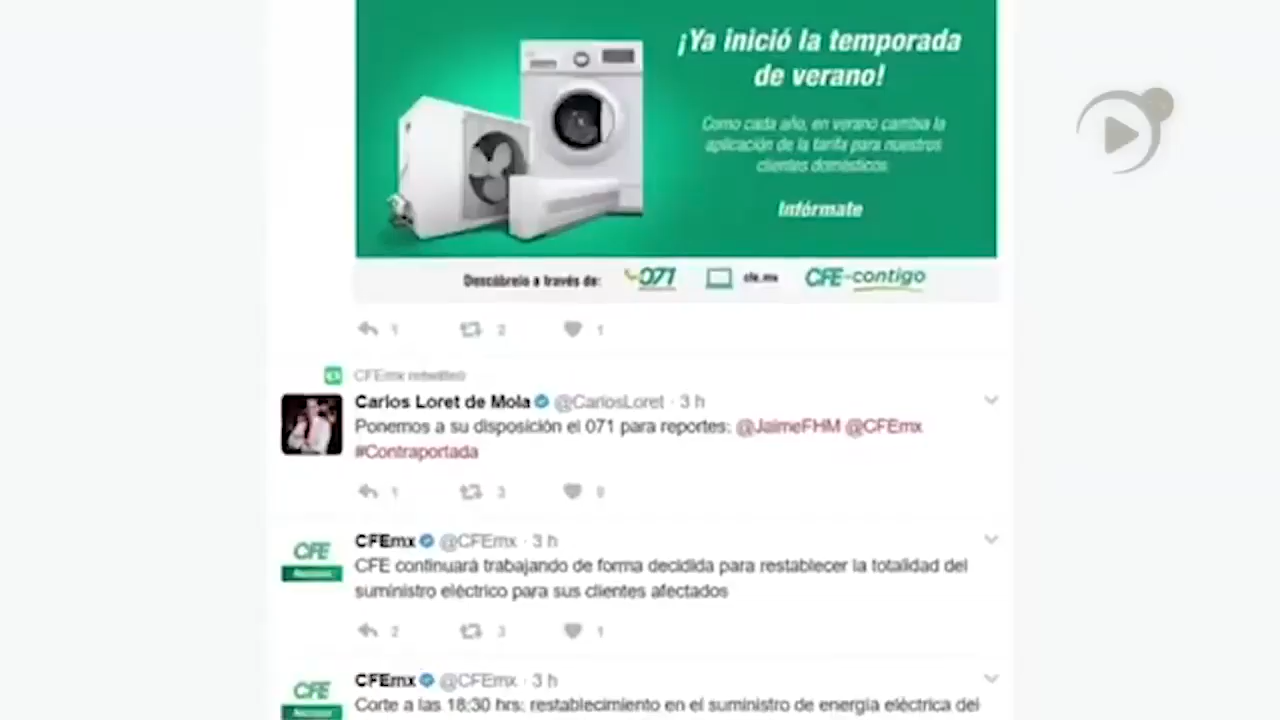 ¡Ya inició la temporada
de verano!
Como cada año, en verano cambia la
aplicación de la tarifa para nuestros
clientes domésticos.
Infórmate
Descúbrelo a través de: 071 cfe.mx CFE-contigo
1 2 1
CFEmx retwitteó
Carlos Loret de Mola @CarlosLoret · 3 h
Ponemos a su disposición el 071 para reportes: @JaimeFHM @CFEmx
#Contraportada
1 3
CFE
CFEmx @CFEmx · 3 h
CFE continuará trabajando de forma decidida para restablecer la totalidad del
suministro eléctrico para sus clientes afectados
2 3 1
CFE
CFEmx @CFEmx · 3 h
Corte a las 18:30 hrs: restablecimiento en el suministro de energía eléctrica del